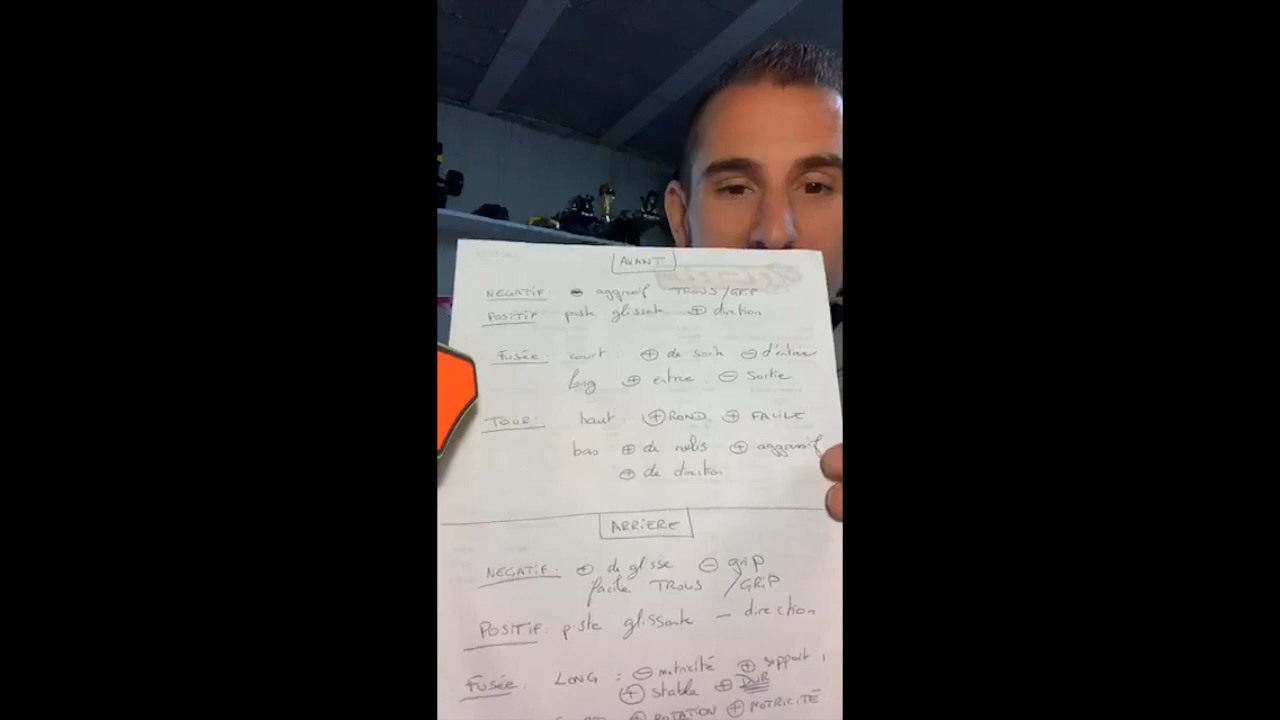 AVANT
NEGATIF: ⊖ aggressif TROUS/GRIP
POSITIF: piste glissante ⊕ direction
Fusée: court: ⊕ de sortie ⊖ d'entrée
long ⊕ entree ⊖ Sortie
TOUR: haut ⊕ ROND ⊕ FACILE
bas ⊕ de roulis ⊕ aggressif
⊕ de direction
ARRIERE
NEGATIF: ⊕ de glisse ⊖ grip
facile TROUS / GRIP
POSITIF: piste glissante - direction
Fusée. LONG : ⊖ motricité ⊕ support,
⊕ stable ⊕ DUR
⊕ ROTATION ⊕ MOTRICITÉ